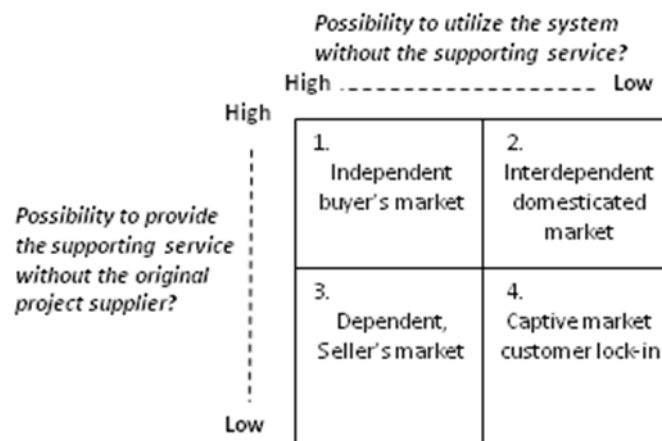 Possibility to utilize the system
without the supporting service?
High
Low
High
1.
Independent
buyer's market
2.
Interdependent
domesticated
market
Possibility to provide
the supporting service
without the original
project supplier?
3.
Dependent,
Seller's market
4.
Captive market
customer lock-in
Low